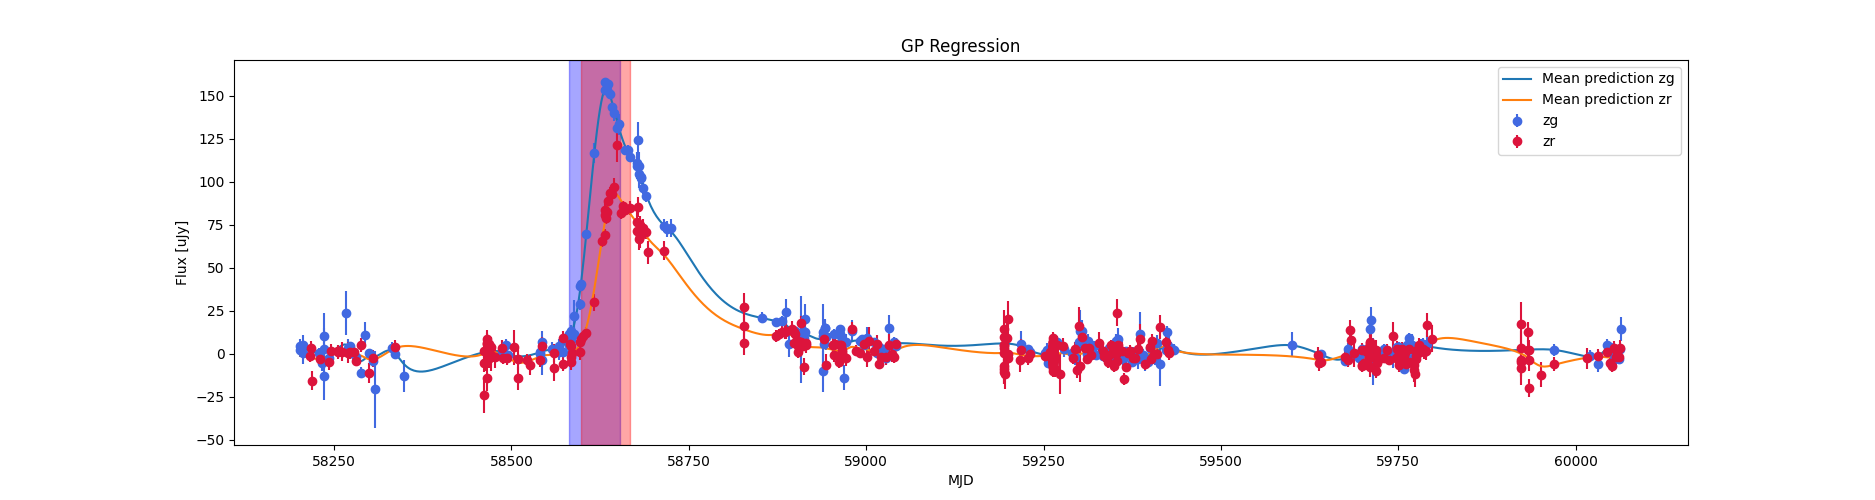 GP Regression
Flux [uJy]
150
125
100
75
50
25
0
−25
−50
58250
58500
58750
59000
59250
59500
59750
60000
MJD
Mean prediction zg
Mean prediction zr
zg
zr